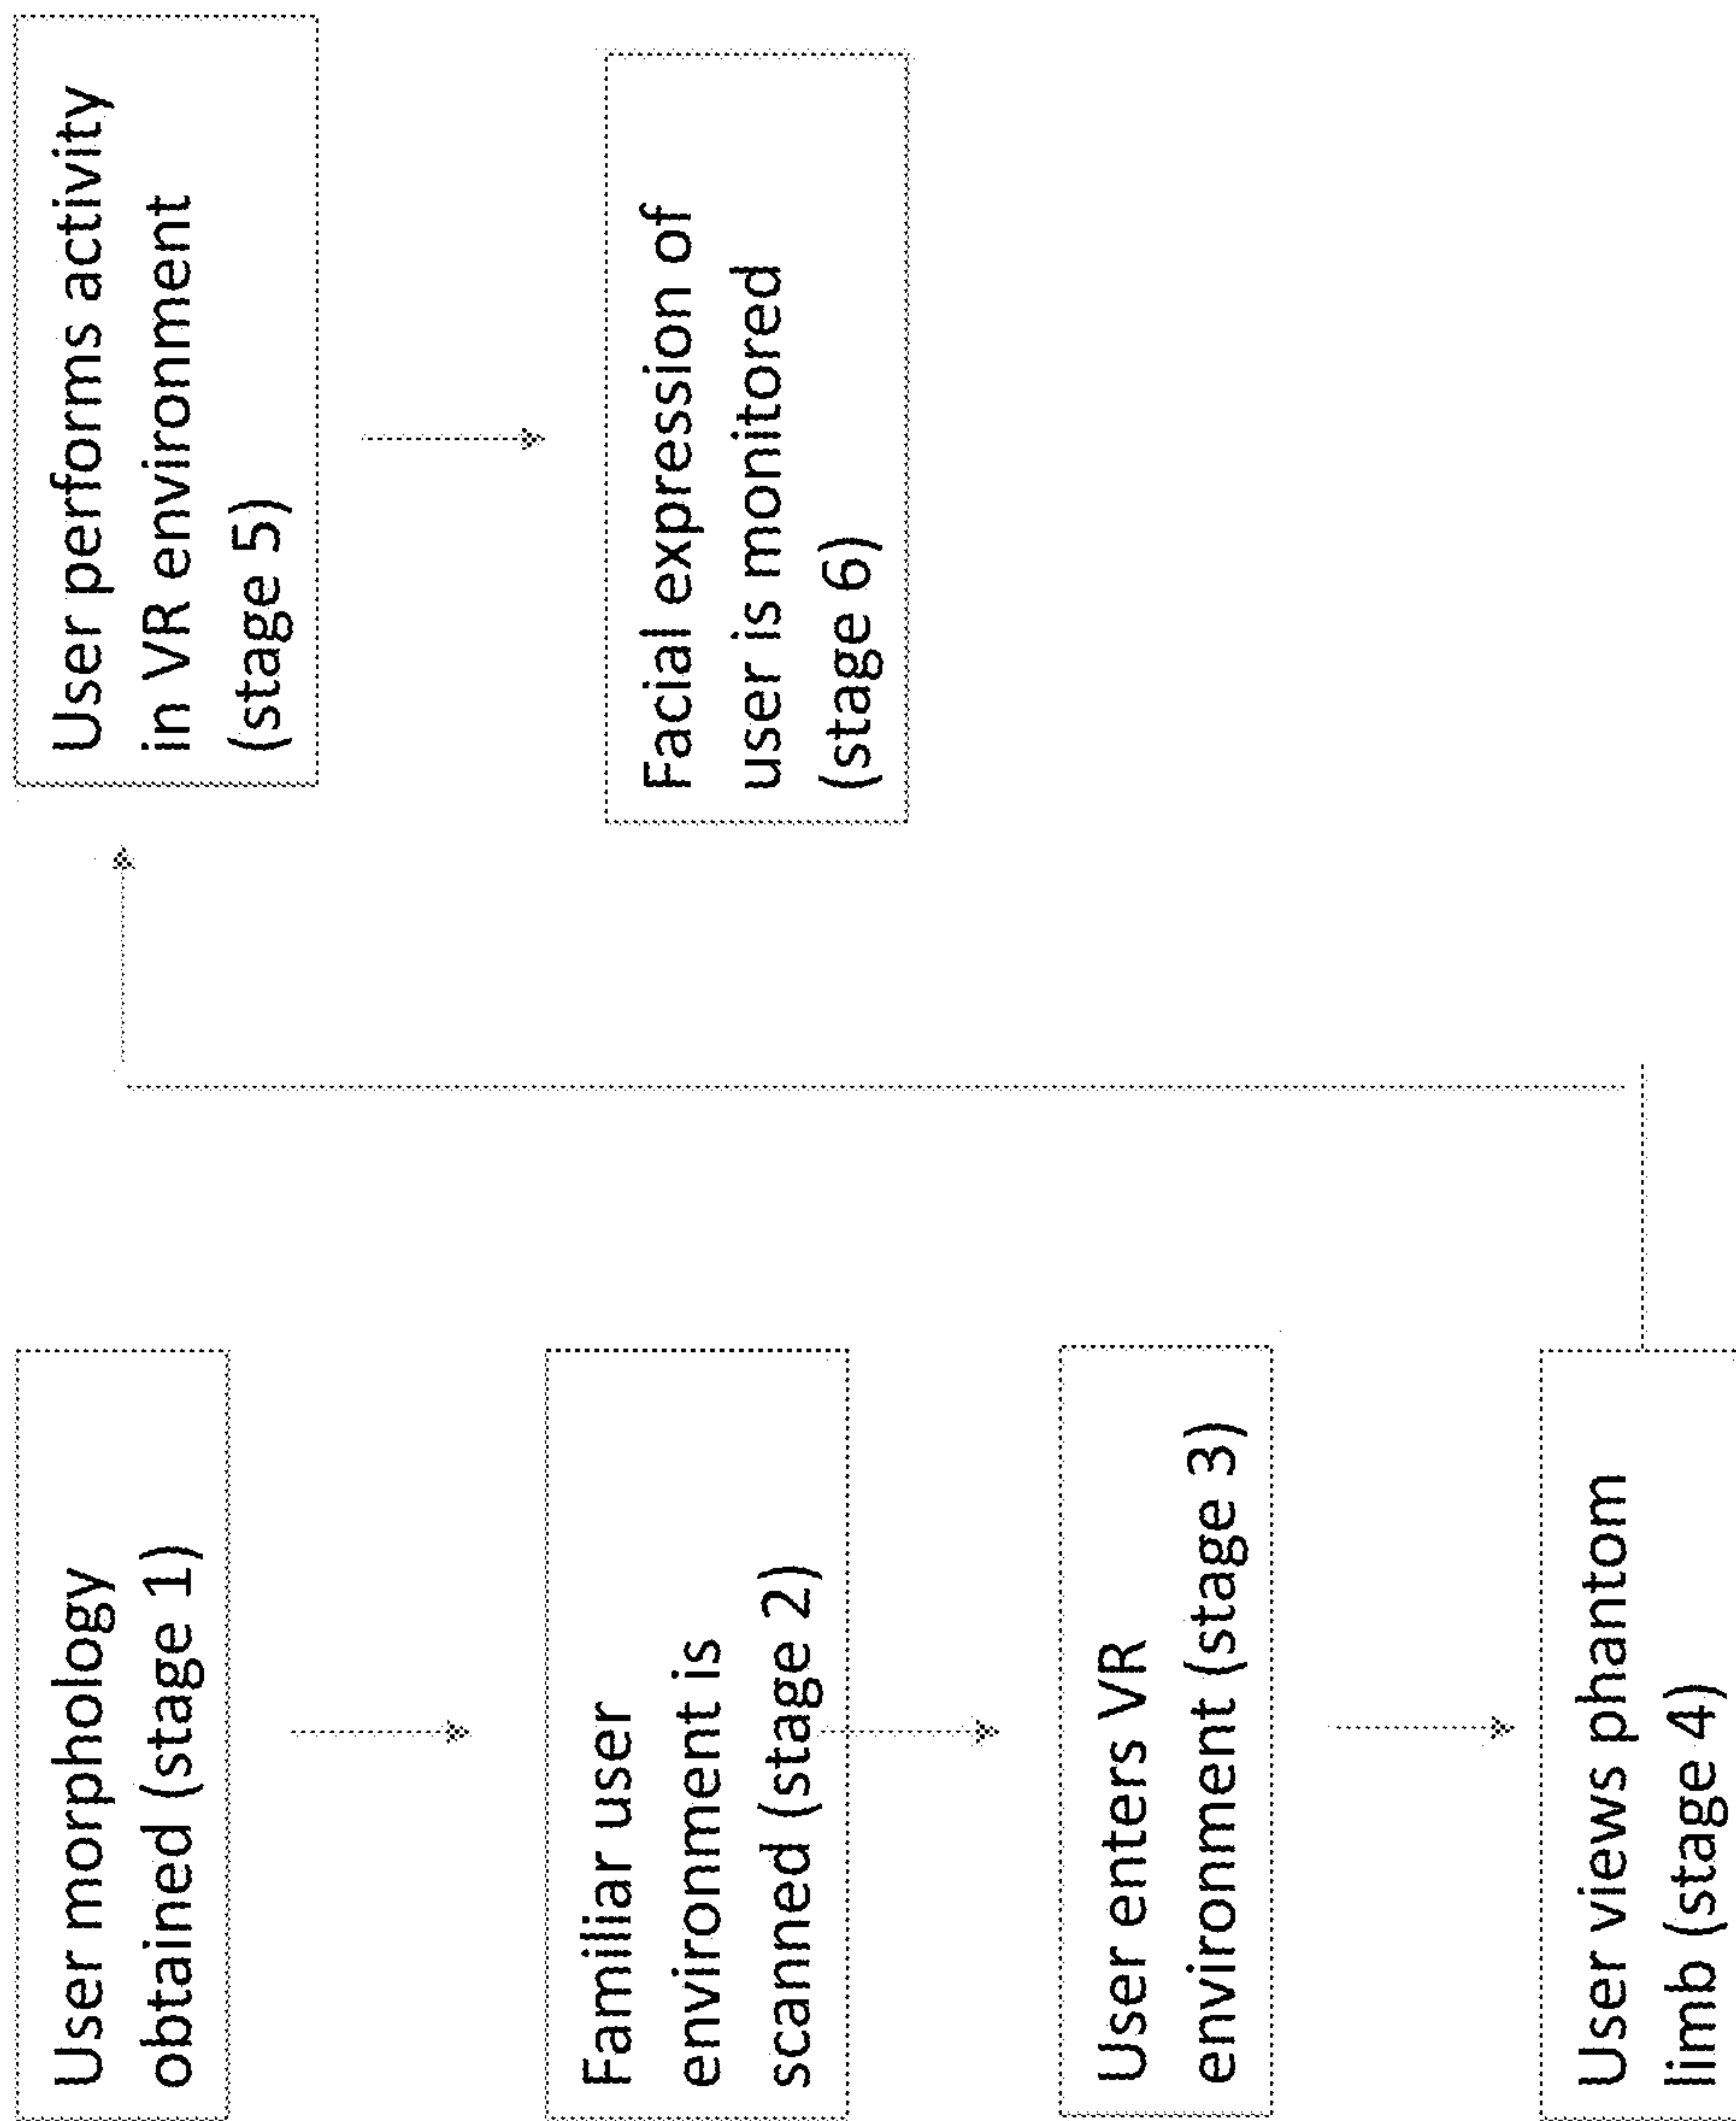 User morphology
obtained (stage 1)
Familiar user
environment is
scanned (stage 2)
User enters VR
environment (stage 3)
User views phantom
limb (stage 4)
User performs activity
in VR environment
(stage 5)
Facial expression of
user is monitored
(stage 6)